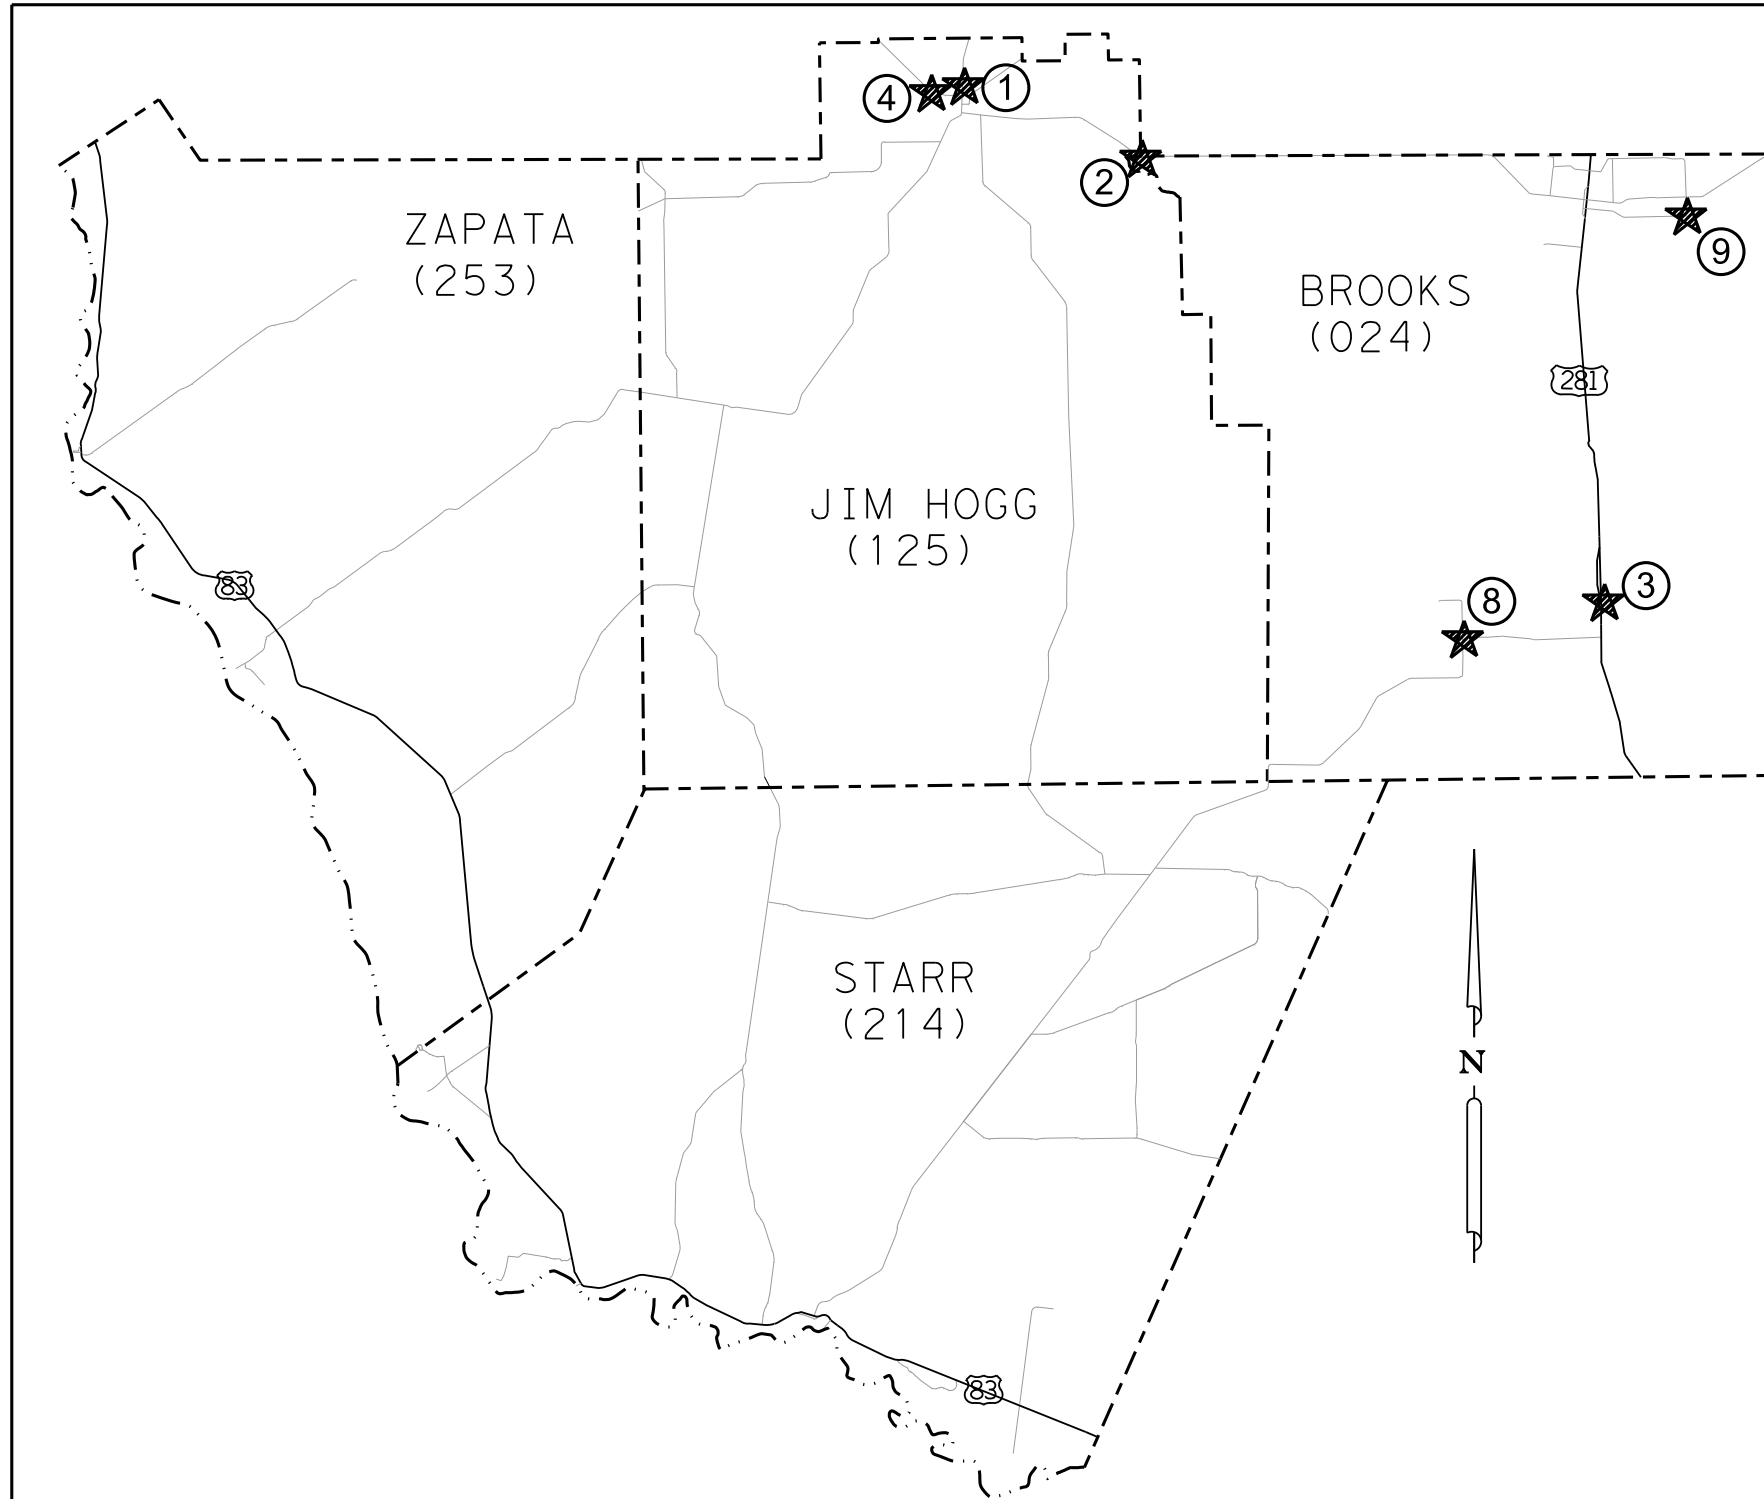 4
1
2
ZAPATA
(253)
9
BROOKS
(024)
281
JIM HOGG
(125)
83
8
3
STARR
(214)
N
83